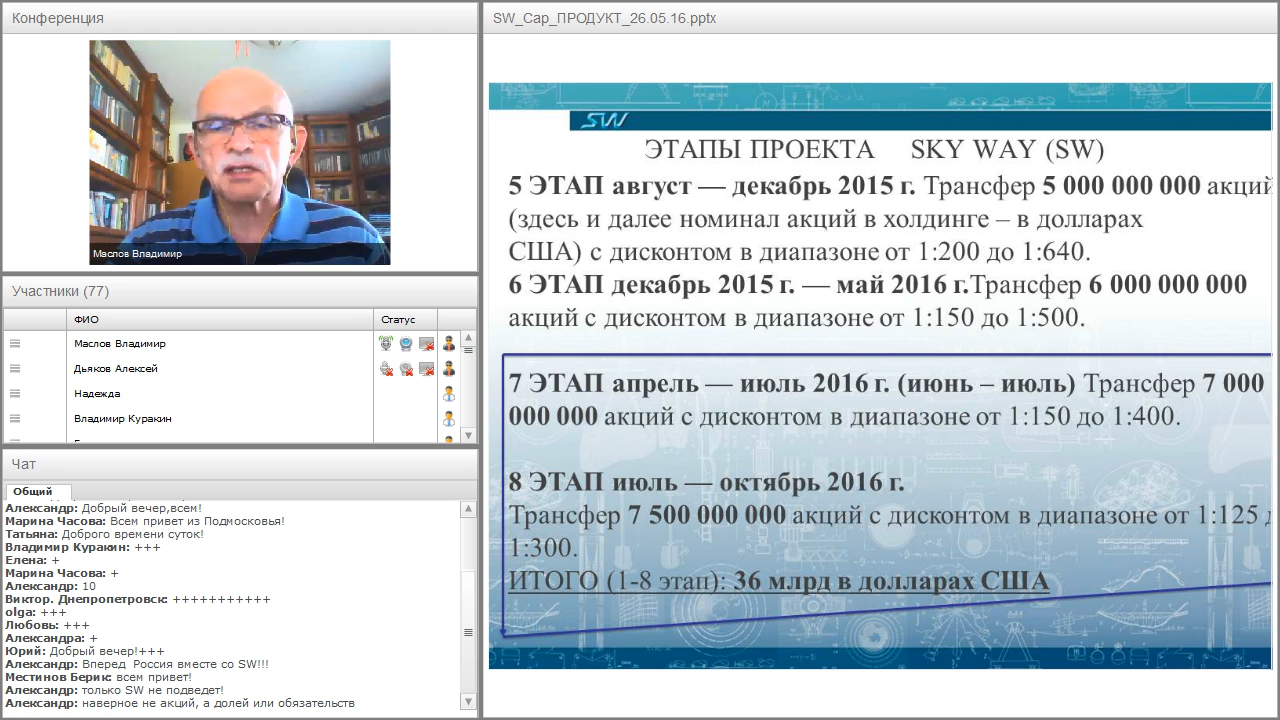 Конференция
Маслов Владимир
Участники (77)
ФИО
Статус
Маслов Владимир
Дьяков Алексей
Надежда
Владимир Куракин
Чат
Общий
Александр: Добрый вечер,всем!
Марина Часова: Всем привет из Подмосковья!
Татьяна: Доброго времени суток!
Владимир Куракин: +++
Елена: +
Марина Часова: +
Александр: 10
Виктор. Днепропетровск: +++++++++++
olga: +++
Любовь: +++
Александра: +
Юрий: Добрый вечер!+++
Александр: Вперед Россия вместе со SW!!!
Местинов Берик: всем привет!
Александр: только SW не подведет!
Александр: наверное не акций, а долей или обязательств
SW_Cap_ПРОДУКТ_26.05.16.pptx
SW
ЭТАПЫ ПРОЕКТА SKY WAY (SW)
5 ЭТАП август — декабрь 2015 г. Трансфер 5 000 000 000 акций
(здесь и далее номинал акций в холдинге – в долларах
США) с дисконтом в диапазоне от 1:200 до 1:640.
6 ЭТАП декабрь 2015 г. — май 2016 г.Трансфер 6 000 000 000
акций с дисконтом в диапазоне от 1:150 до 1:500.
7 ЭТАП апрель — июль 2016 г. (июнь – июль) Трансфер 7 000
000 000 акций с дисконтом в диапазоне от 1:150 до 1:400.
8 ЭТАП июль — октябрь 2016 г.
Трансфер 7 500 000 000 акций с дисконтом в диапазоне от 1:125
1:300.
ИТОГО (1-8 этап): 36 млрд в долларах США